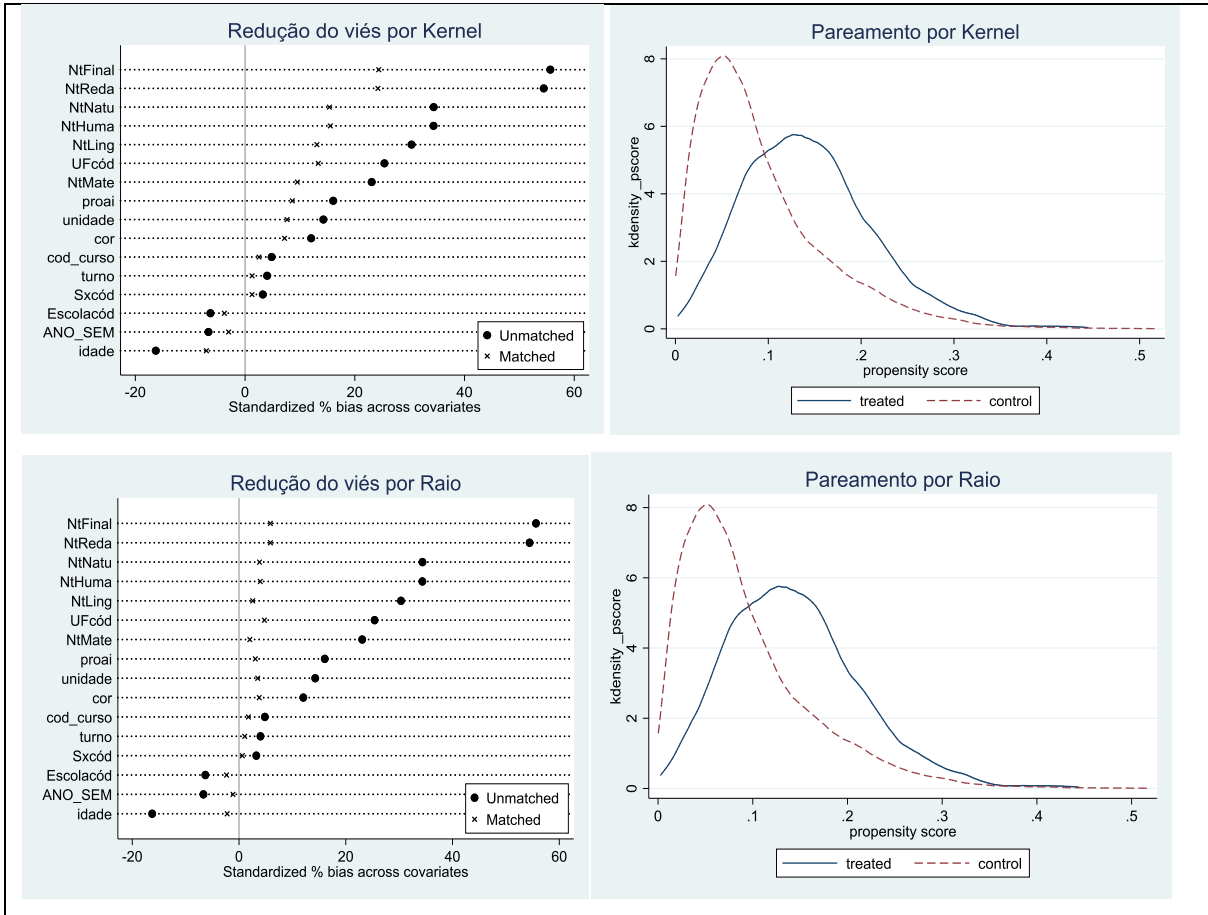 Redução do viés por Kernel
NtFinal
NtReda
NtNatu
NtHuma
NtLing
UFcód
NtMate
proai
unidade
cor
cod_curso
turno
Sxcód
Escolacód
ANO_SEM
idade
Unmatched
Matched
-20 0 20 40 60
Standardized % bias across covariates
Pareamento por Kernel
kdensity _pscore
8
6
4
2
0
0 .1 .2 .3 .4 .5
propensity score
treated control
Redução do viés por Raio
NtFinal
NtReda
NtNatu
NtHuma
NtLing
UFcód
NtMate
proai
unidade
cor
cod_curso
turno
Sxcód
Escolacód
ANO_SEM
idade
Unmatched
Matched
-20 0 20 40 60
Standardized % bias across covariates
Pareamento por Raio
kdensity _pscore
8
6
4
2
0
0 .1 .2 .3 .4 .5
propensity score
treated control